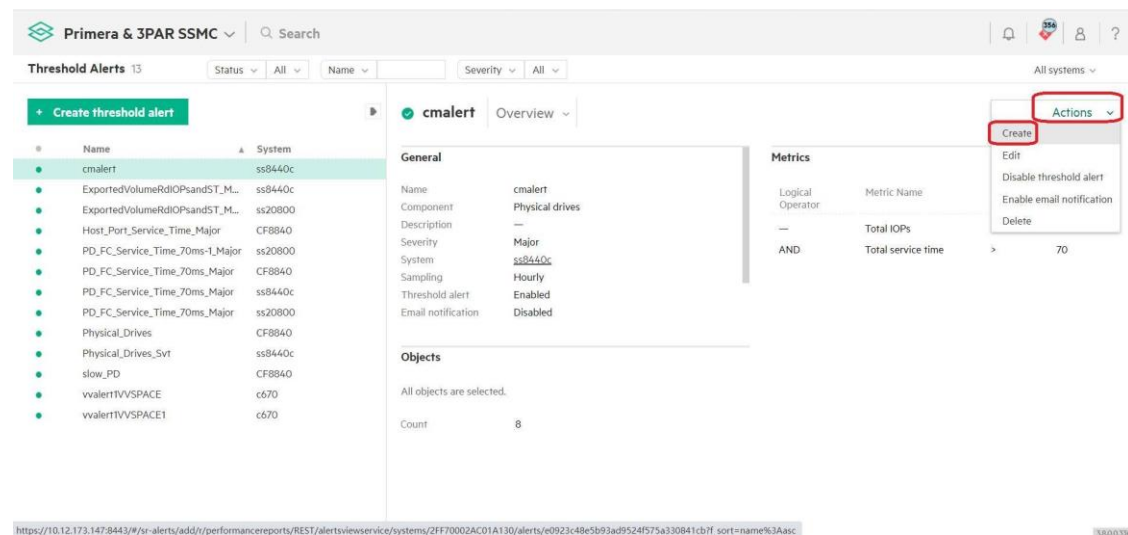 Primera & 3PAR SSMC Search 356 ?
Threshold Alerts 13 Status All Name Severity All All systems
+ Create threshold alert cmalert Overview Actions
Create
Edit
Disable threshold alert
Enable email notification
Delete
Name System
cmalert ss8440c
ExportedVolumeRdIOPsandST_M... ss8440c
ExportedVolumeRdIOPsandST_M... ss20800
Host_Port_Service_Time_Major CF8840
PD_FC_Service_Time_70ms-1_Major ss20800
PD_FC_Service_Time_70ms_Major CF8840
PD_FC_Service_Time_70ms_Major ss8440c
PD_FC_Service_Time_70ms_Major ss20800
Physical_Drives CF8840
Physical_Drives_Svt ss8440c
slow_PD CF8840
vvalert1VVSPACE c670
vvalert1VVSPACE1 c670
General
Name cmalert
Component Physical drives
Description —
Severity Major
System ss8440c
Sampling Hourly
Threshold alert Enabled
Email notification Disabled
Objects
All objects are selected.
Count 8
Metrics
Logical Operator Metric Name
— Total IOPs
AND Total service time > 70
https://10.12.173.147:8443/#/sr-alerts/add/r/performancereports/REST/alertsviewservice/systems/2FF70002AC01A130/alerts/e0923c48e5b93ad9524f575a330841cb?f_sort=name%3Aasc